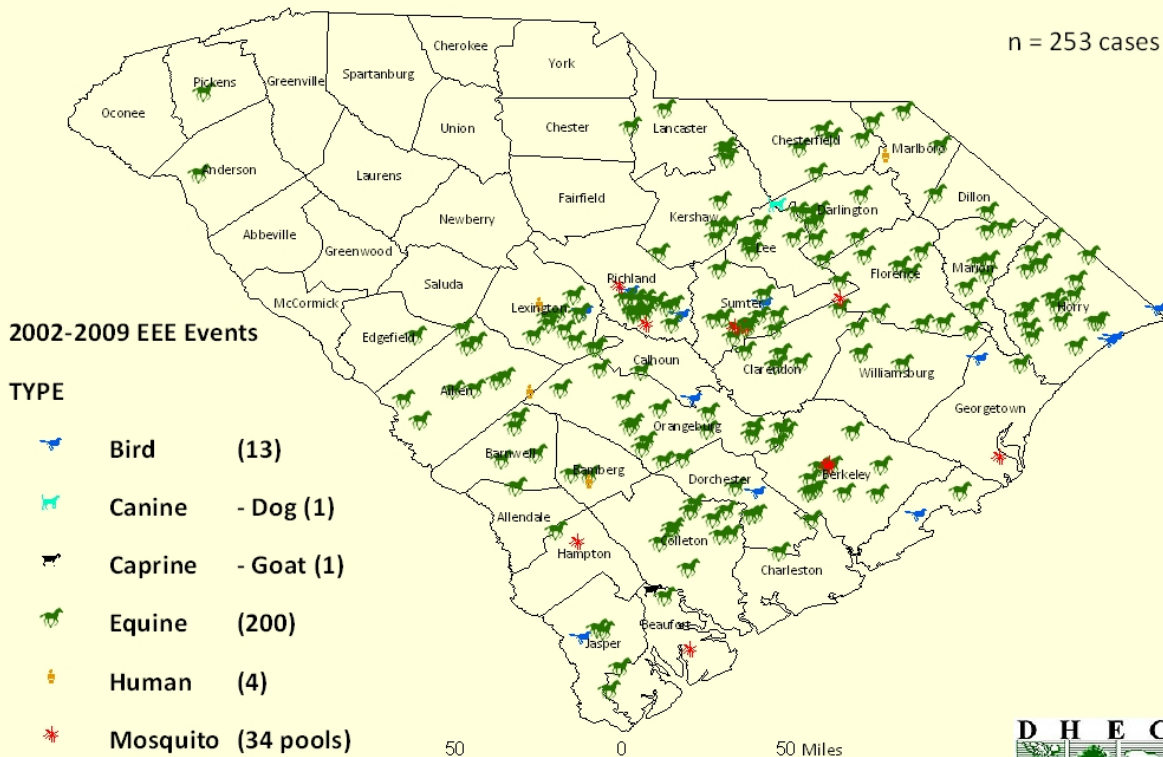 n = 253 cases
Cherokee
York
Spartanburg
Greenville
Pickens
Oconee
Union
Chester
Lancaster
Chesterfield
Marlboro
Anderson
Laurens
Fairfield
Kershaw
Darlington
Dillon
Newberry
Abbeville
Greenwood
Lee
Florence
Marion
Saluda
Richland
McCormick
Lexington
Sumter
Horry
Edgefield
Calhoun
Clarendon
Williamsburg
Aiken
Georgetown
Orangeburg
Barnwell
Bamberg
Dorchester
Berkeley
Allendale
Hampton
Colleton
Charleston
Beaufort
Jasper
2002-2009 EEE Events
TYPE
Bird (13)
Canine - Dog (1)
Caprine - Goat (1)
Equine (200)
Human (4)
Mosquito (34 pools)
50 0 50 Miles
D H E C